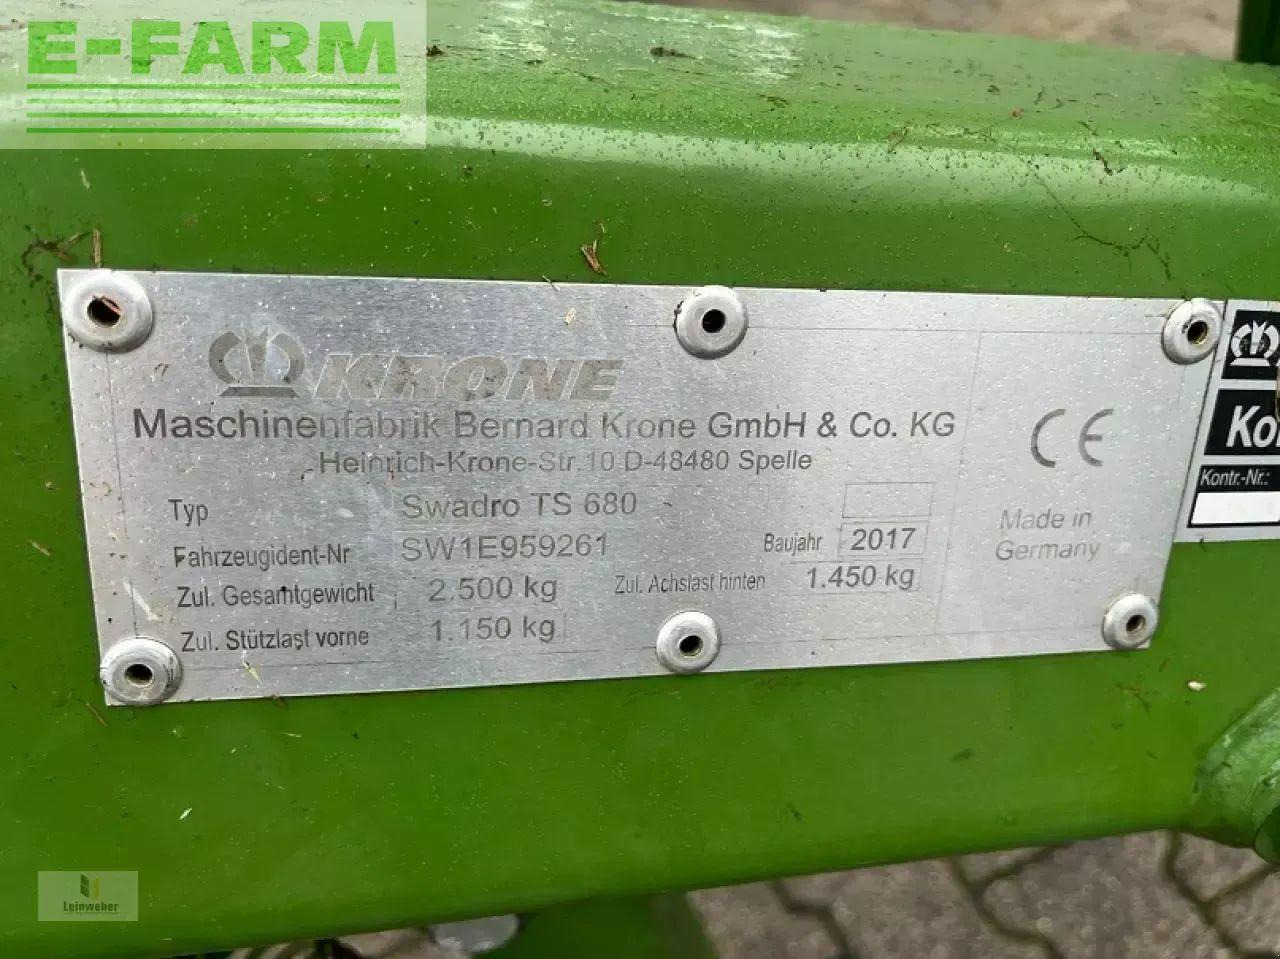 E-FARM
KRONE
Maschinenfabrik Bernard Krone GmbH & Co. KG
Heinrich-Krone-Str. 10 D-48480 Spelle
Typ Swadro TS 680
Fahrzeugident-Nr SW1E959261 Baujahr 2017
Zul. Gesamtgewicht 2.500 kg Zul. Achslast hinten 1.450 kg
Zul. Stützlast vorne 1.150 kg
CE
Made in
Germany
Kontr.-Nr.:
Leinweber